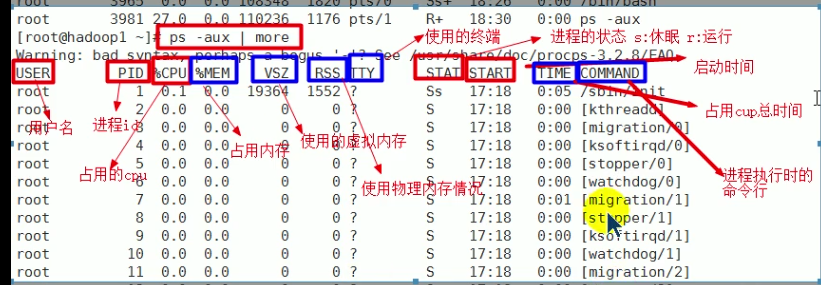 root 3965 0.0 0.0 108348 1820 pts/0 Ss+ 18:26 0:00 /bin/bash
root 3981 27.0 0.0 110236 1176 pts/1 R+ 18:30 0:00 ps -aux
[root@hadoop1 ~]# ps -aux | more 使用的终端 进程的状态 s:休眠 r:运行
Warning: bad syntax, perhaps a bogus '-'? See /usr/share/doc/procps-3.2.8/FAQ
USER PID %CPU %MEM VSZ RSS TTY STAT START TIME COMMAND 启动时间
root 1 0.1 0.0 19364 1552 ? Ss 17:18 0:05 /sbin/init
root 2 0.0 0.0 0 0 ? S 17:18 0:00 [kthreadd] 占用cup总时间
用户名 进程id
root 3 0.0 0.0 0 0 ? S 17:18 0:00 [migration/0]
root 4 0.0 0.0 0 0 ? S 17:18 0:00 [ksoftirqd/0]
占用内存 使用的虚拟内存
root 5 0.0 0.0 0 0 ? S 17:18 0:00 [stopper/0]
占用的cpu 进程执行时的
root 6 0.0 0.0 0 0 ? S 17:18 0:00 [watchdog/0]
使用物理内存情况 命令行
root 7 0.0 0.0 0 0 ? S 17:18 0:01 [migration/1]
root 8 0.0 0.0 0 0 ? S 17:18 0:00 [stopper/1]
root 9 0.0 0.0 0 0 ? S 17:18 0:00 [ksoftirqd/1]
root 10 0.0 0.0 0 0 ? S 17:18 0:00 [watchdog/1]
root 11 0.0 0.0 0 0 ? S 17:18 0:00 [migration/2]